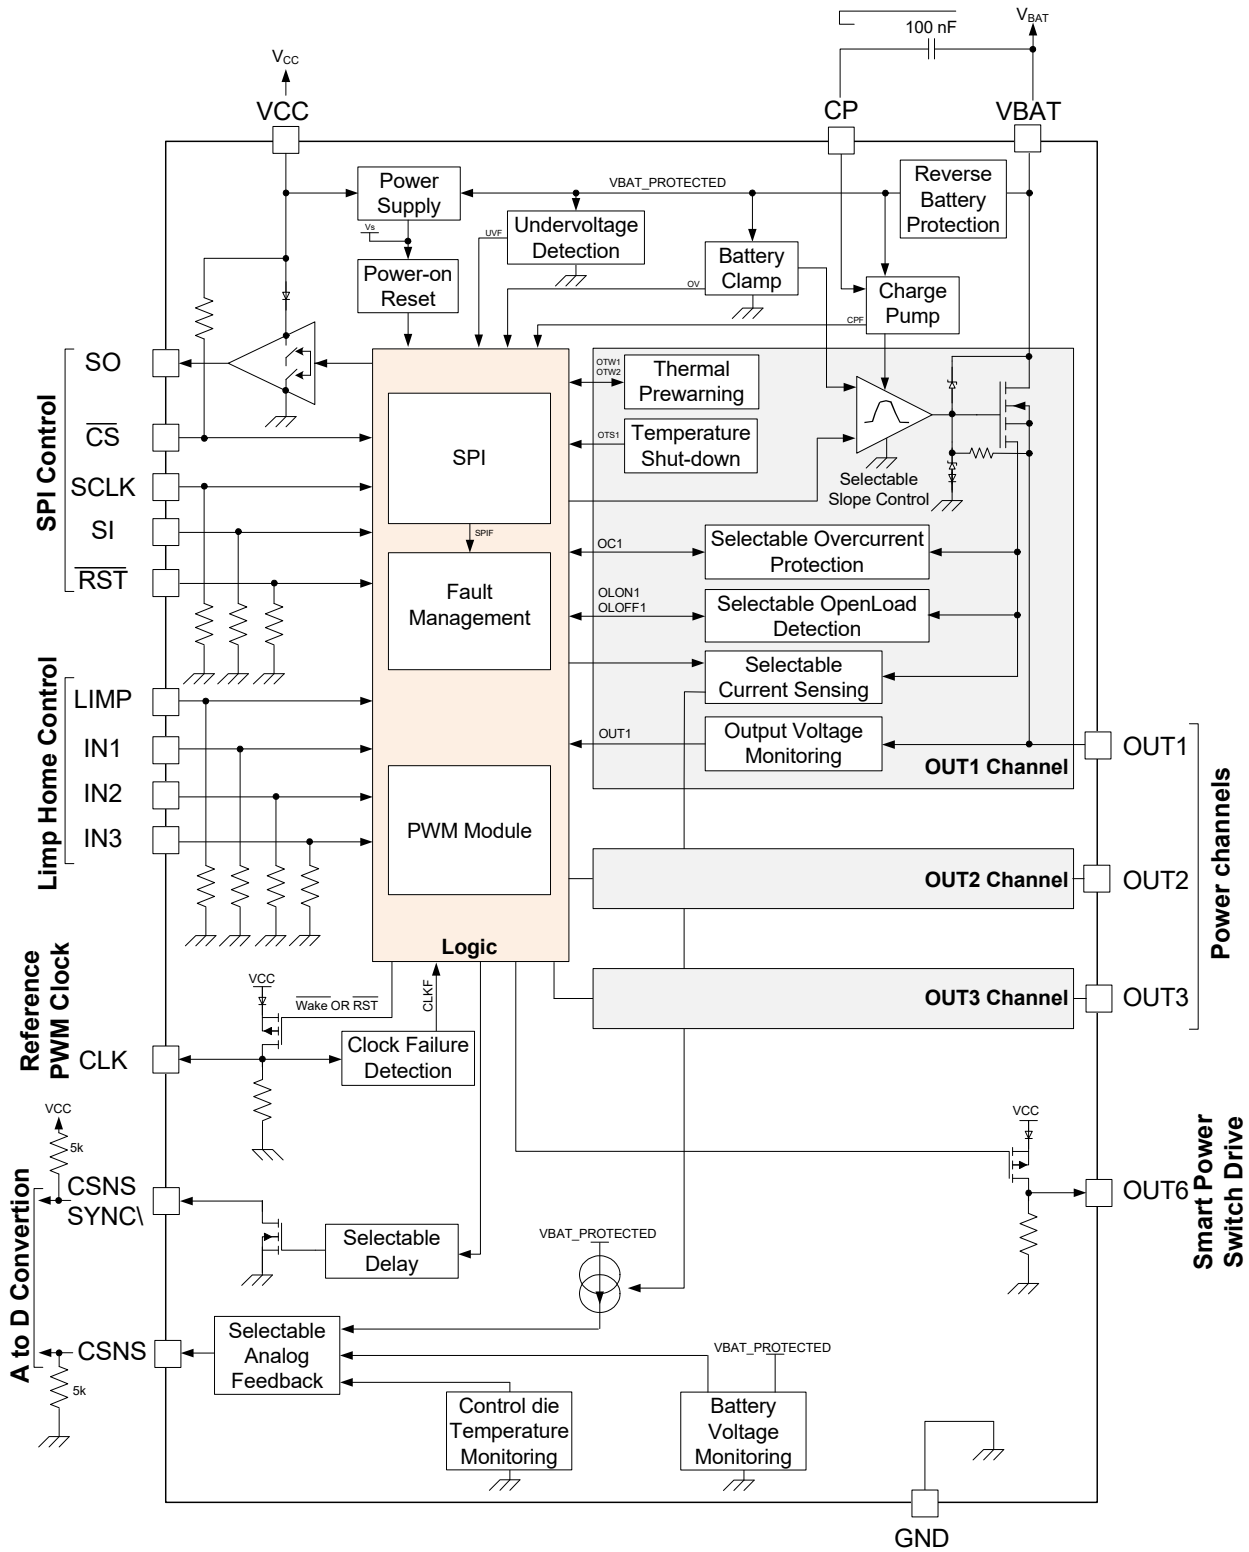 100 nF
VBAT
VCC
VCC
CP
VBAT
Power
Supply
VBAT_PROTECTED
Reverse
Battery
Protection
Vs
UVF
Undervoltage
Detection
Battery
Clamp
Power-on
Reset
OV
Charge
Pump
CPF
SPI Control
SO
CS
SCLK
SI
RST
SPI
SPIF
Fault
Management
PWM Module
Logic
OTW1
OTW2
Thermal
Prewarning
OTS1
Temperature
Shut-down
Selectable
Slope Control
OC1
Selectable Overcurrent
Protection
OLON1
OLOFF1
Selectable OpenLoad
Detection
Selectable
Current Sensing
OUT1
Output Voltage
Monitoring
OUT1 Channel
OUT1
OUT2 Channel
OUT2
OUT3 Channel
OUT3
Power channels
Limp Home Control
LIMP
IN1
IN2
IN3
Reference
PWM Clock
VCC
Wake OR RST
CLKF
CLK
Clock Failure
Detection
VCC
5k
A to D Convertion
CSNS
SYNC\
Selectable
Delay
VCC
OUT6
Smart Power
Switch Drive
VBAT_PROTECTED
CSNS
5k
Selectable
Analog
Feedback
VBAT_PROTECTED
Control die
Temperature
Monitoring
Battery
Voltage
Monitoring
GND